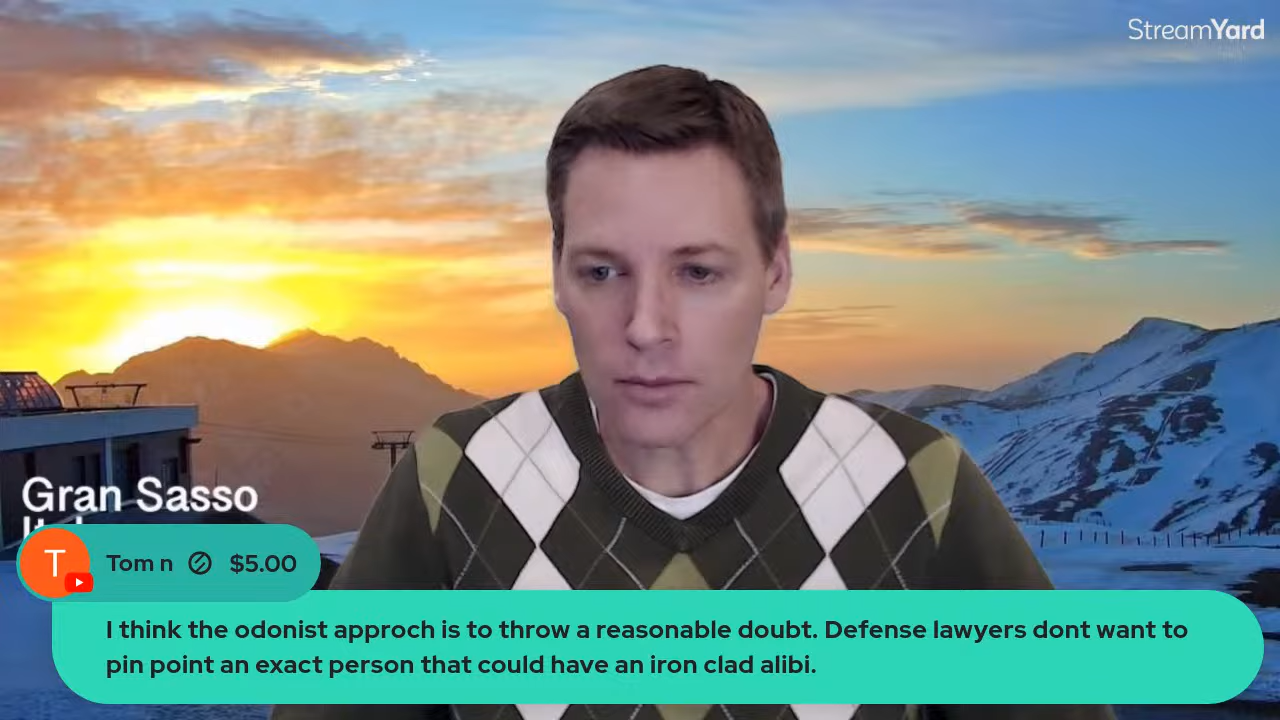 StreamYard
Gran Sasso
T
Tom n $5.00
I think the odonist approch is to throw a reasonable doubt. Defense lawyers dont want to
pin point an exact person that could have an iron clad alibi.